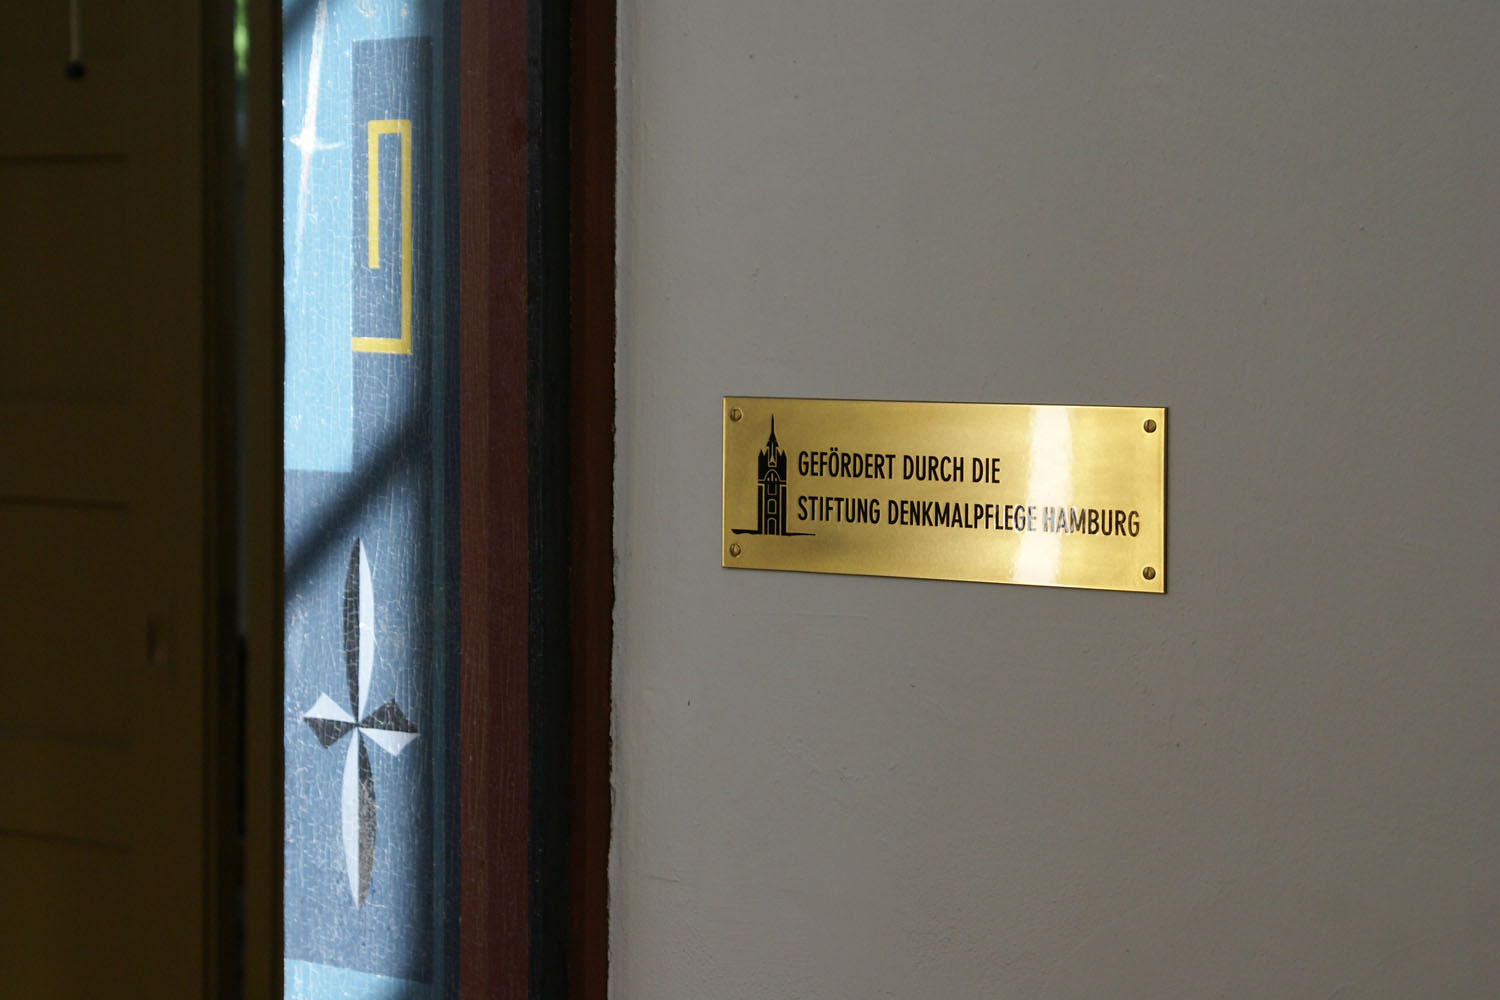 GEFÖRDERT DURCH DIE
STIFTUNG DENKMALPFLEGE HAMBURG